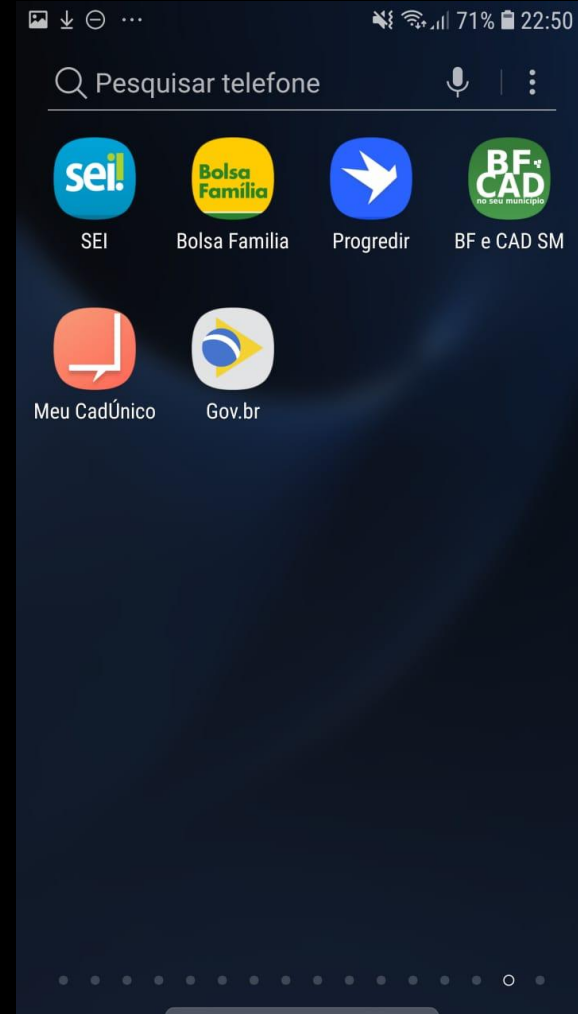 71% 22:50
Pesquisar telefone
sei!
Bolsa Família
BF CAD no seu município
SEI
Bolsa Familia
Progredir
BF e CAD SM
Meu CadÚnico
Gov.br